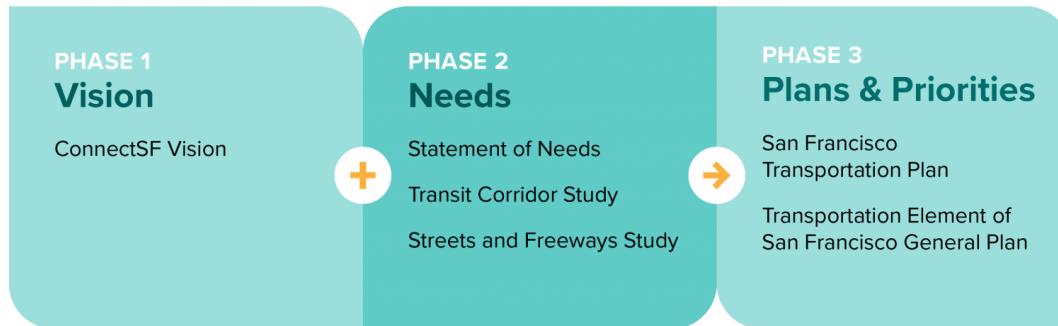 PHASE 1
Vision
ConnectSF Vision
PHASE 2
Needs
Statement of Needs
Transit Corridor Study
Streets and Freeways Study
PHASE 3
Plans & Priorities
San Francisco
Transportation Plan
Transportation Element of
San Francisco General Plan